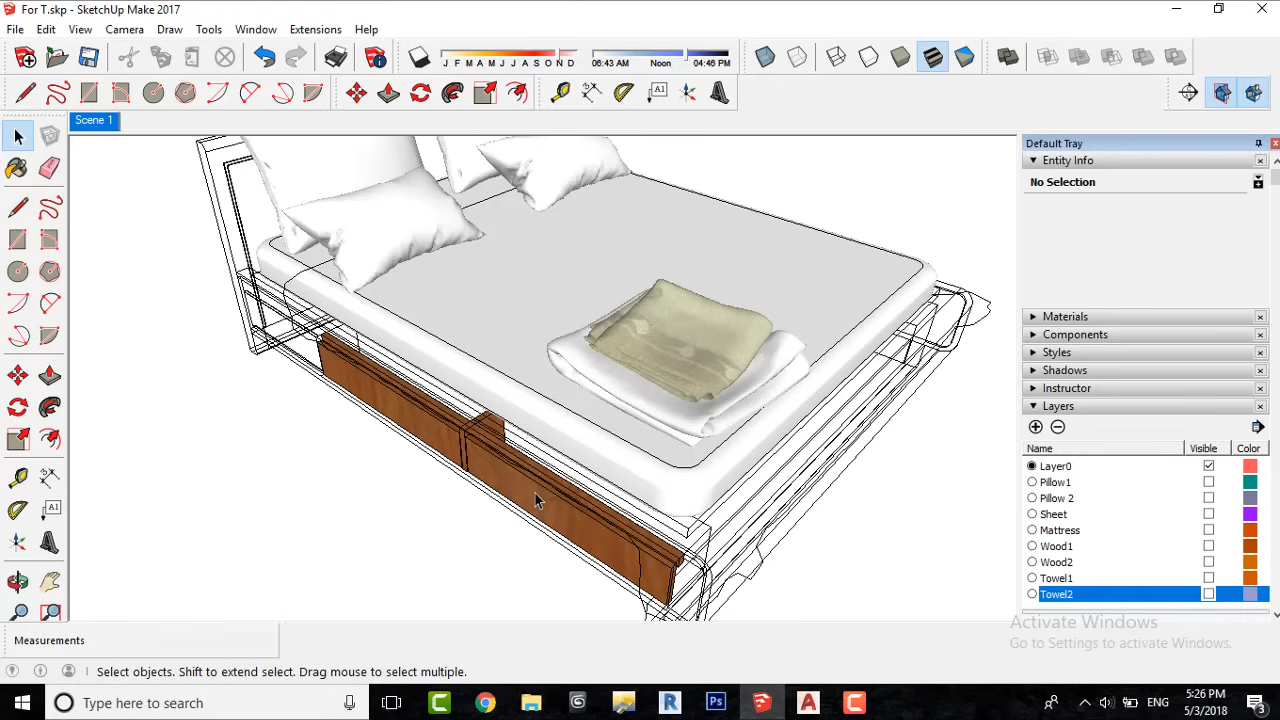 For T.skp - SketchUp Make 2017
File Edit View Camera Draw Tools Window Extensions Help
J F M A M J J A S O N D 06:43 AM Noon 04:46 PM
A1
Scene 1
Default Tray
Entity Info
No Selection
Materials
Components
Styles
Shadows
Instructor
Layers
Name Visible Color
Layer0
Pillow1
Pillow 2
Sheet
Mattress
Wood1
Wood2
Towel1
Towel2
A1
Activate Windows
Go to Settings to activate Windows.
Measurements
Select objects. Shift to extend select. Drag mouse to select multiple.
Type here to search
ENG
5:26 PM
5/3/2018
3